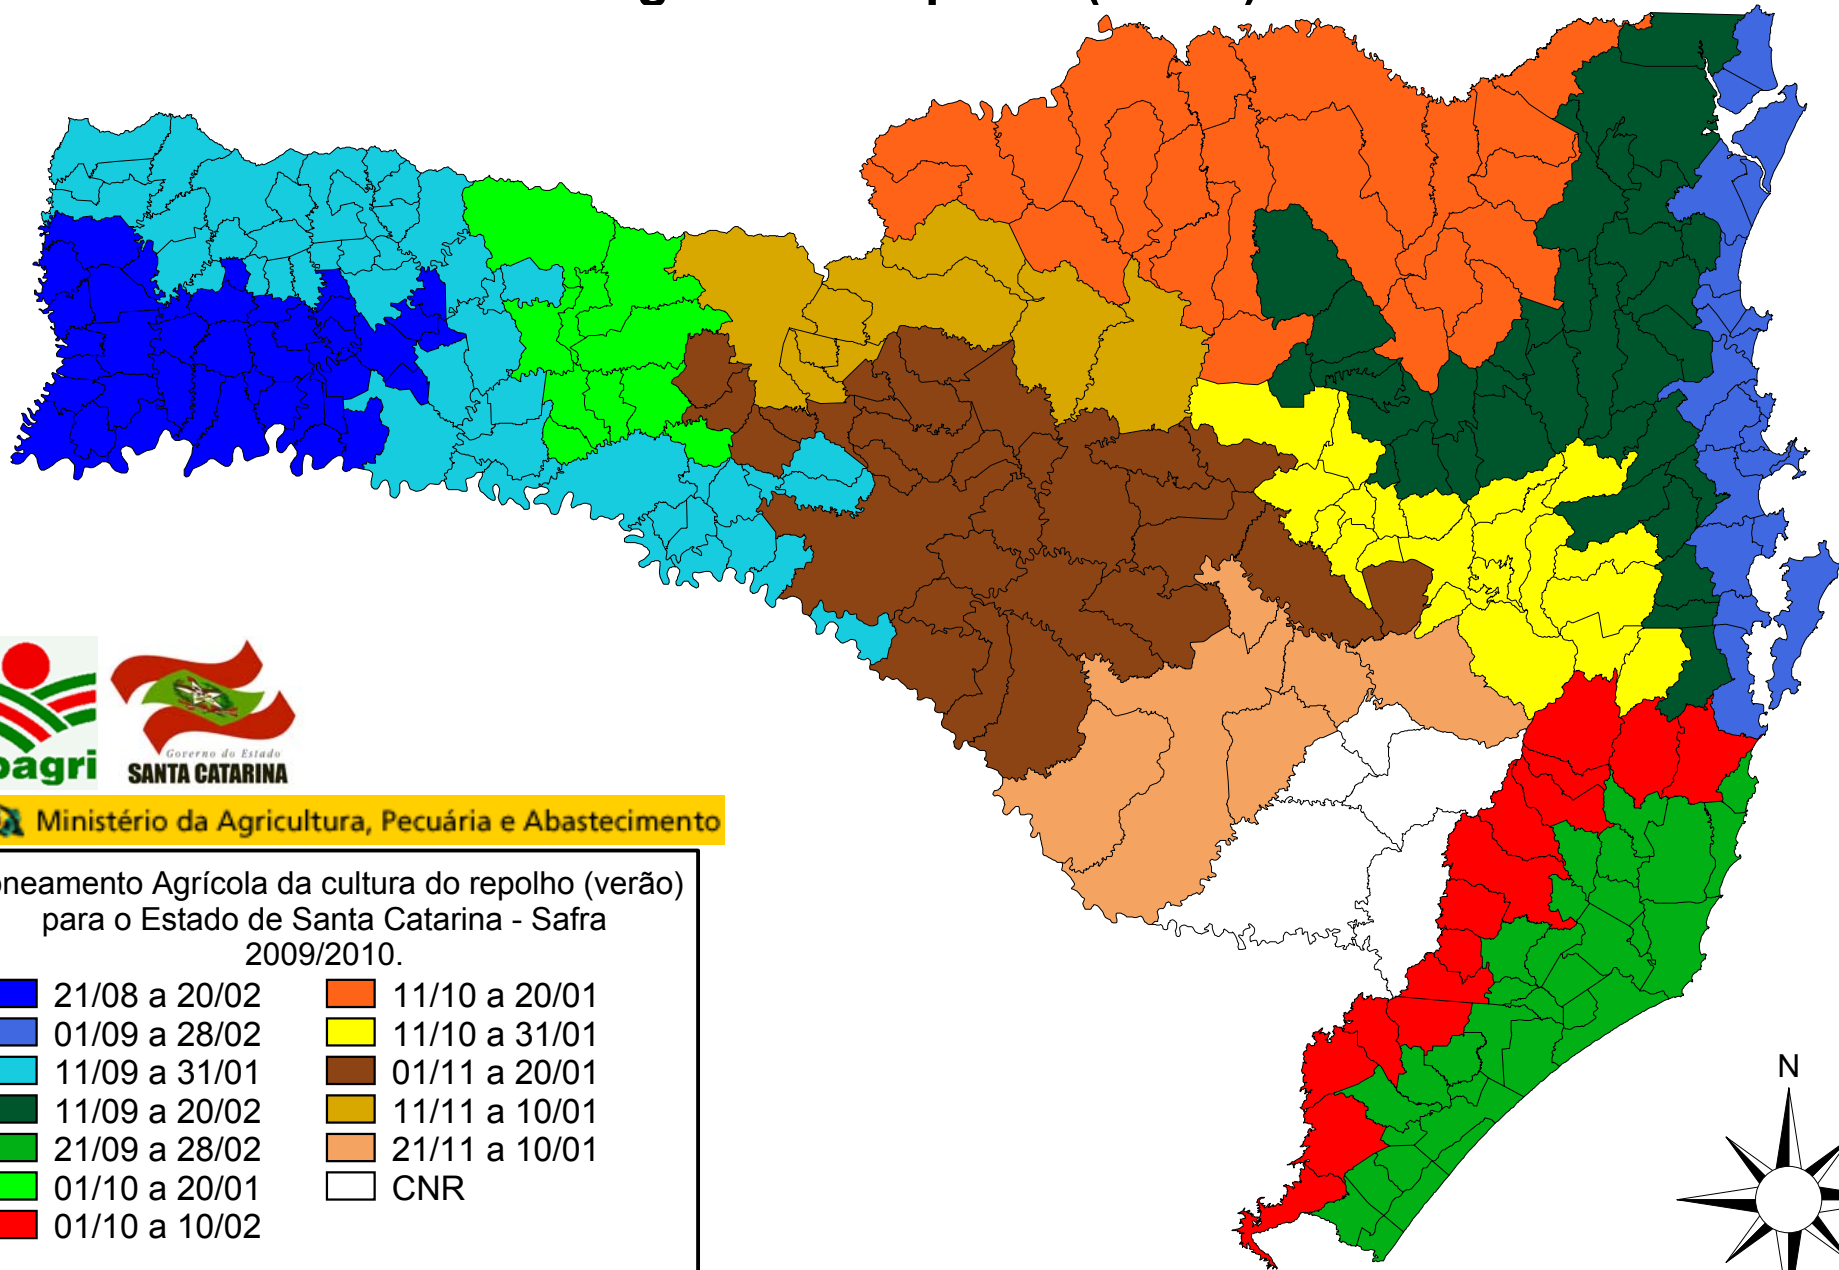 Governo do Estado
SANTA CATARINA
agri
Ministério da Agricultura, Pecuária e Abastecimento
neamento Agrícola da cultura do repolho (verão)
para o Estado de Santa Catarina - Safra
2009/2010.
21/08 a 20/02
01/09 a 28/02
11/09 a 31/01
11/09 a 20/02
21/09 a 28/02
01/10 a 20/01
01/10 a 10/02
11/10 a 20/01
11/10 a 31/01
01/11 a 20/01
11/11 a 10/01
21/11 a 10/01
CNR
N